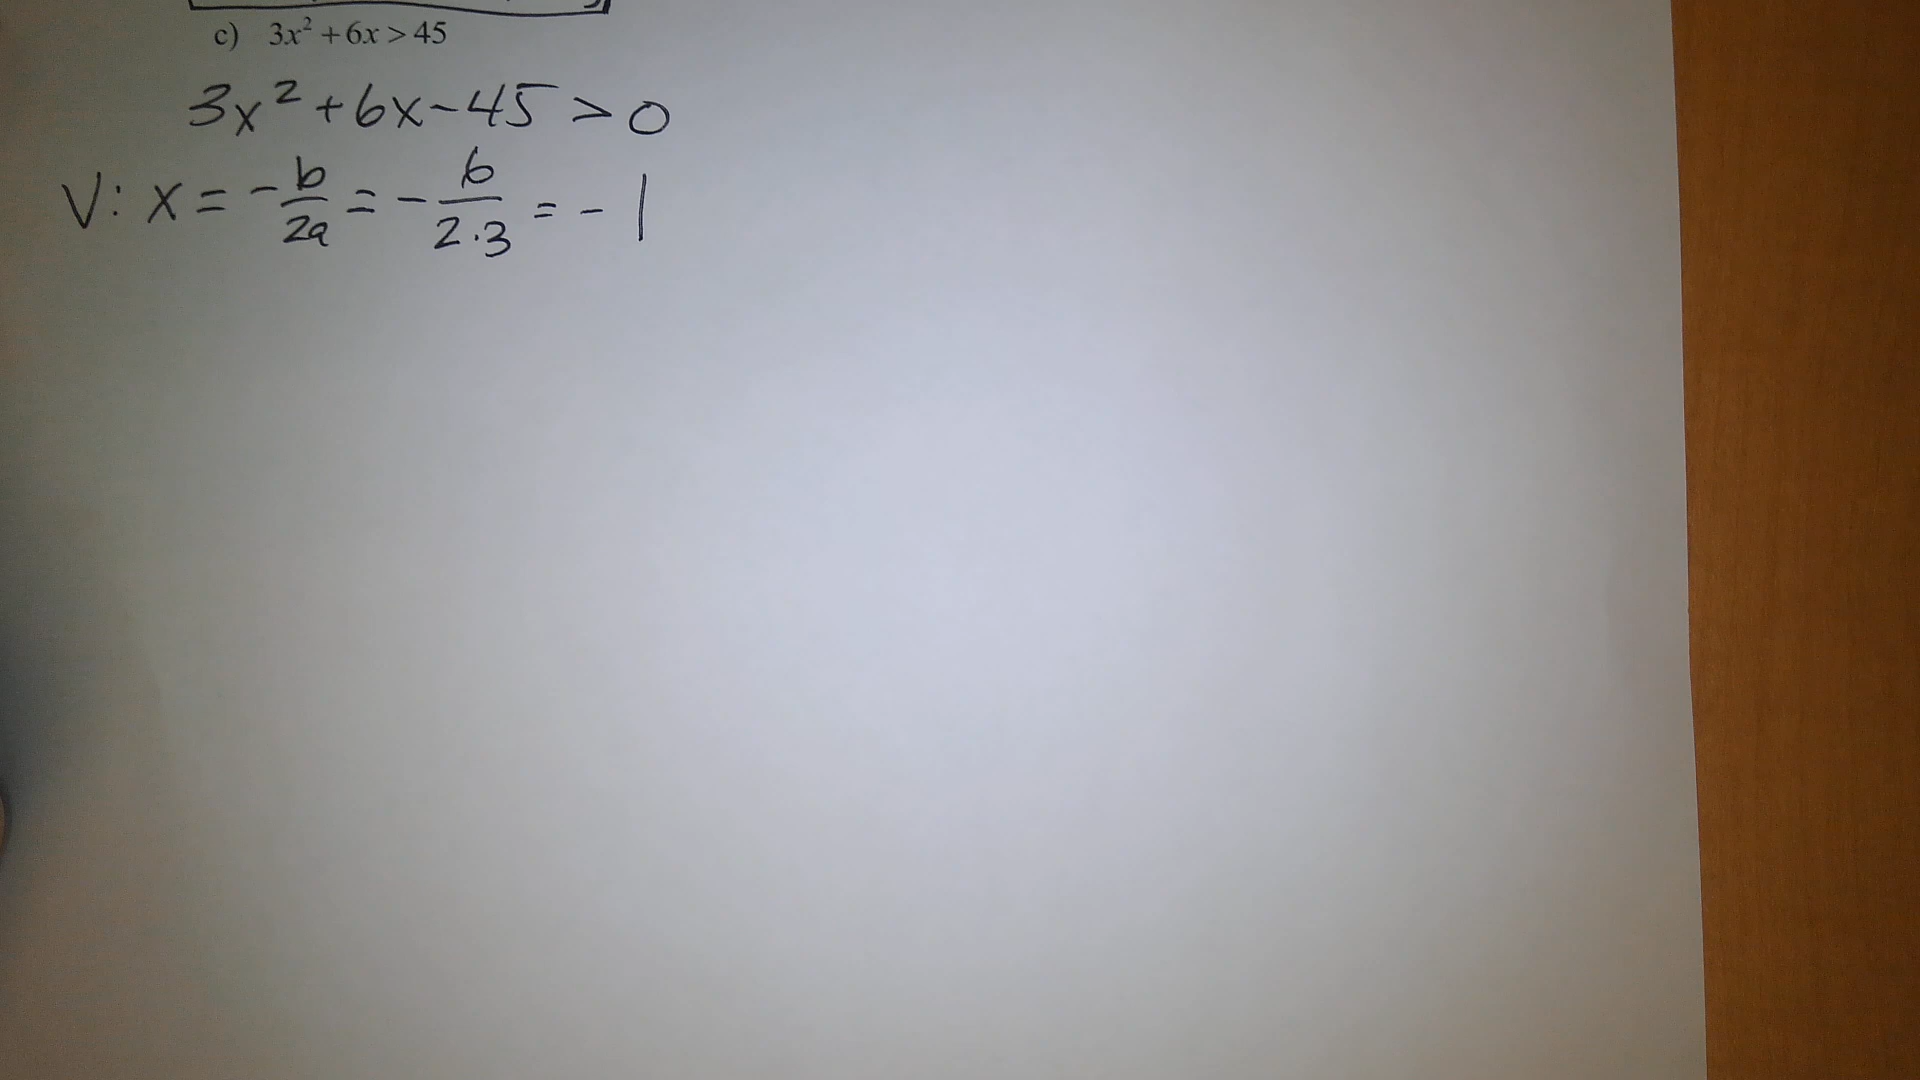 c) 3x² + 6x > 45
3x² + 6x - 45 > 0
V: x = -b/2a = -6/2·3 = -1